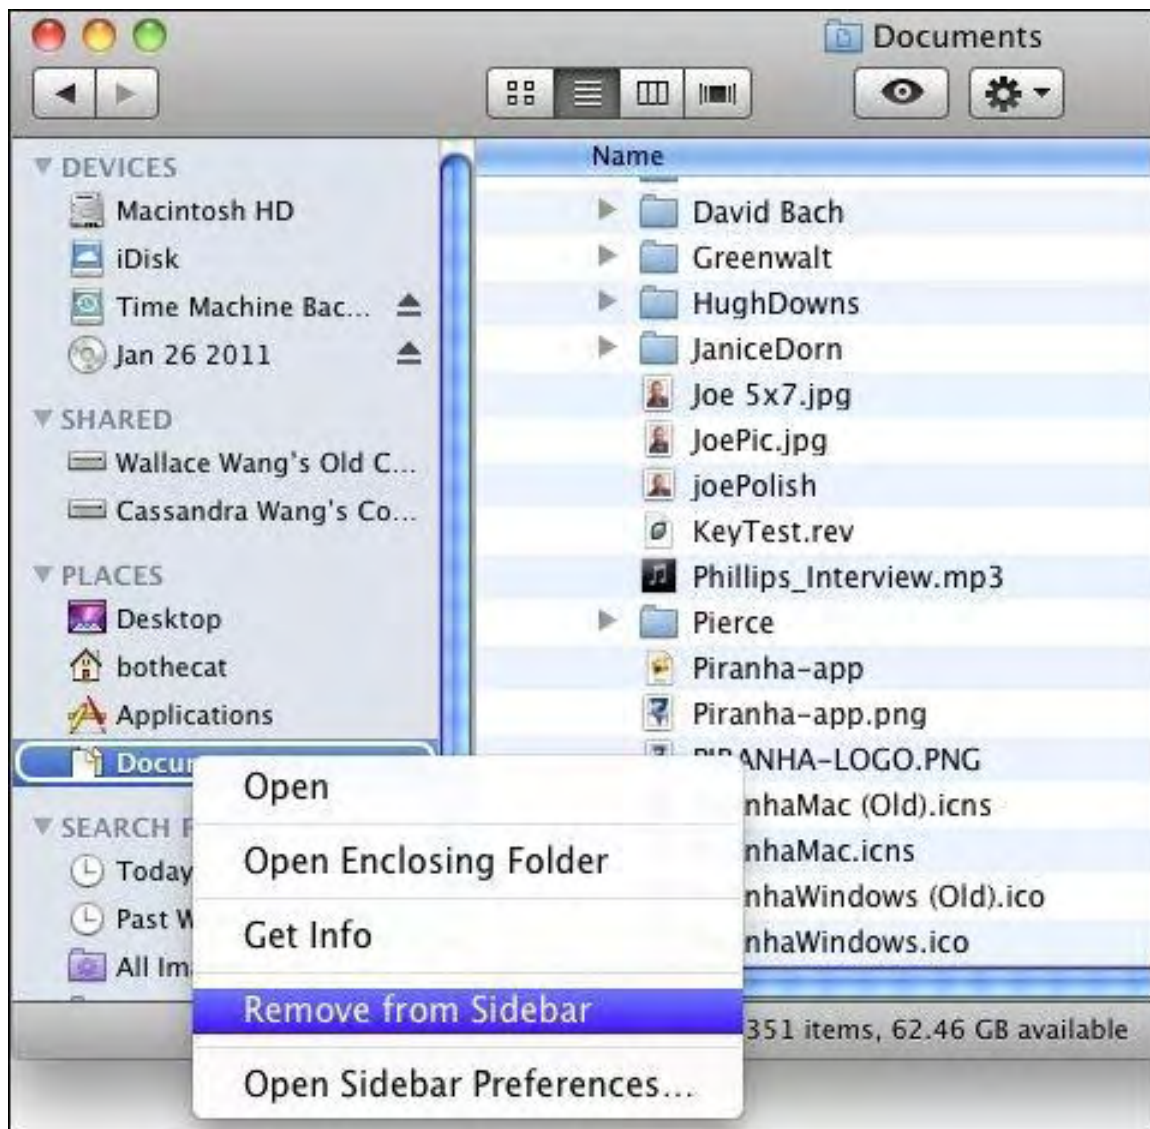 Documents
DEVICES
Macintosh HD
iDisk
Time Machine Bac...
Jan 26 2011
SHARED
Wallace Wang's Old C...
Cassandra Wang's Co...
PLACES
Desktop
bothecat
Applications
Docu
SEARCH F
Today
Past W
All Im
Name
David Bach
Greenwalt
HughDowns
JaniceDorn
Joe 5x7.jpg
JoePic.jpg
joePolish
KeyTest.rev
Phillips_Interview.mp3
Pierce
Piranha-app
Piranha-app.png
PIRANHA-LOGO.PNG
nhaMac (Old).icns
nhaMac.icns
nhaWindows (Old).ico
nhaWindows.ico
351 items, 62.46 GB available
Open
Open Enclosing Folder
Get Info
Remove from Sidebar
Open Sidebar Preferences...